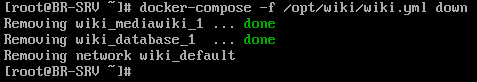 [root@BR-SRV ~]# docker-compose -f /opt/wiki/wiki.yml down
Removing wiki_mediawiki_1 ... done
Removing wiki_database_1  ... done
Removing network wiki_default
[root@BR-SRV ~]#